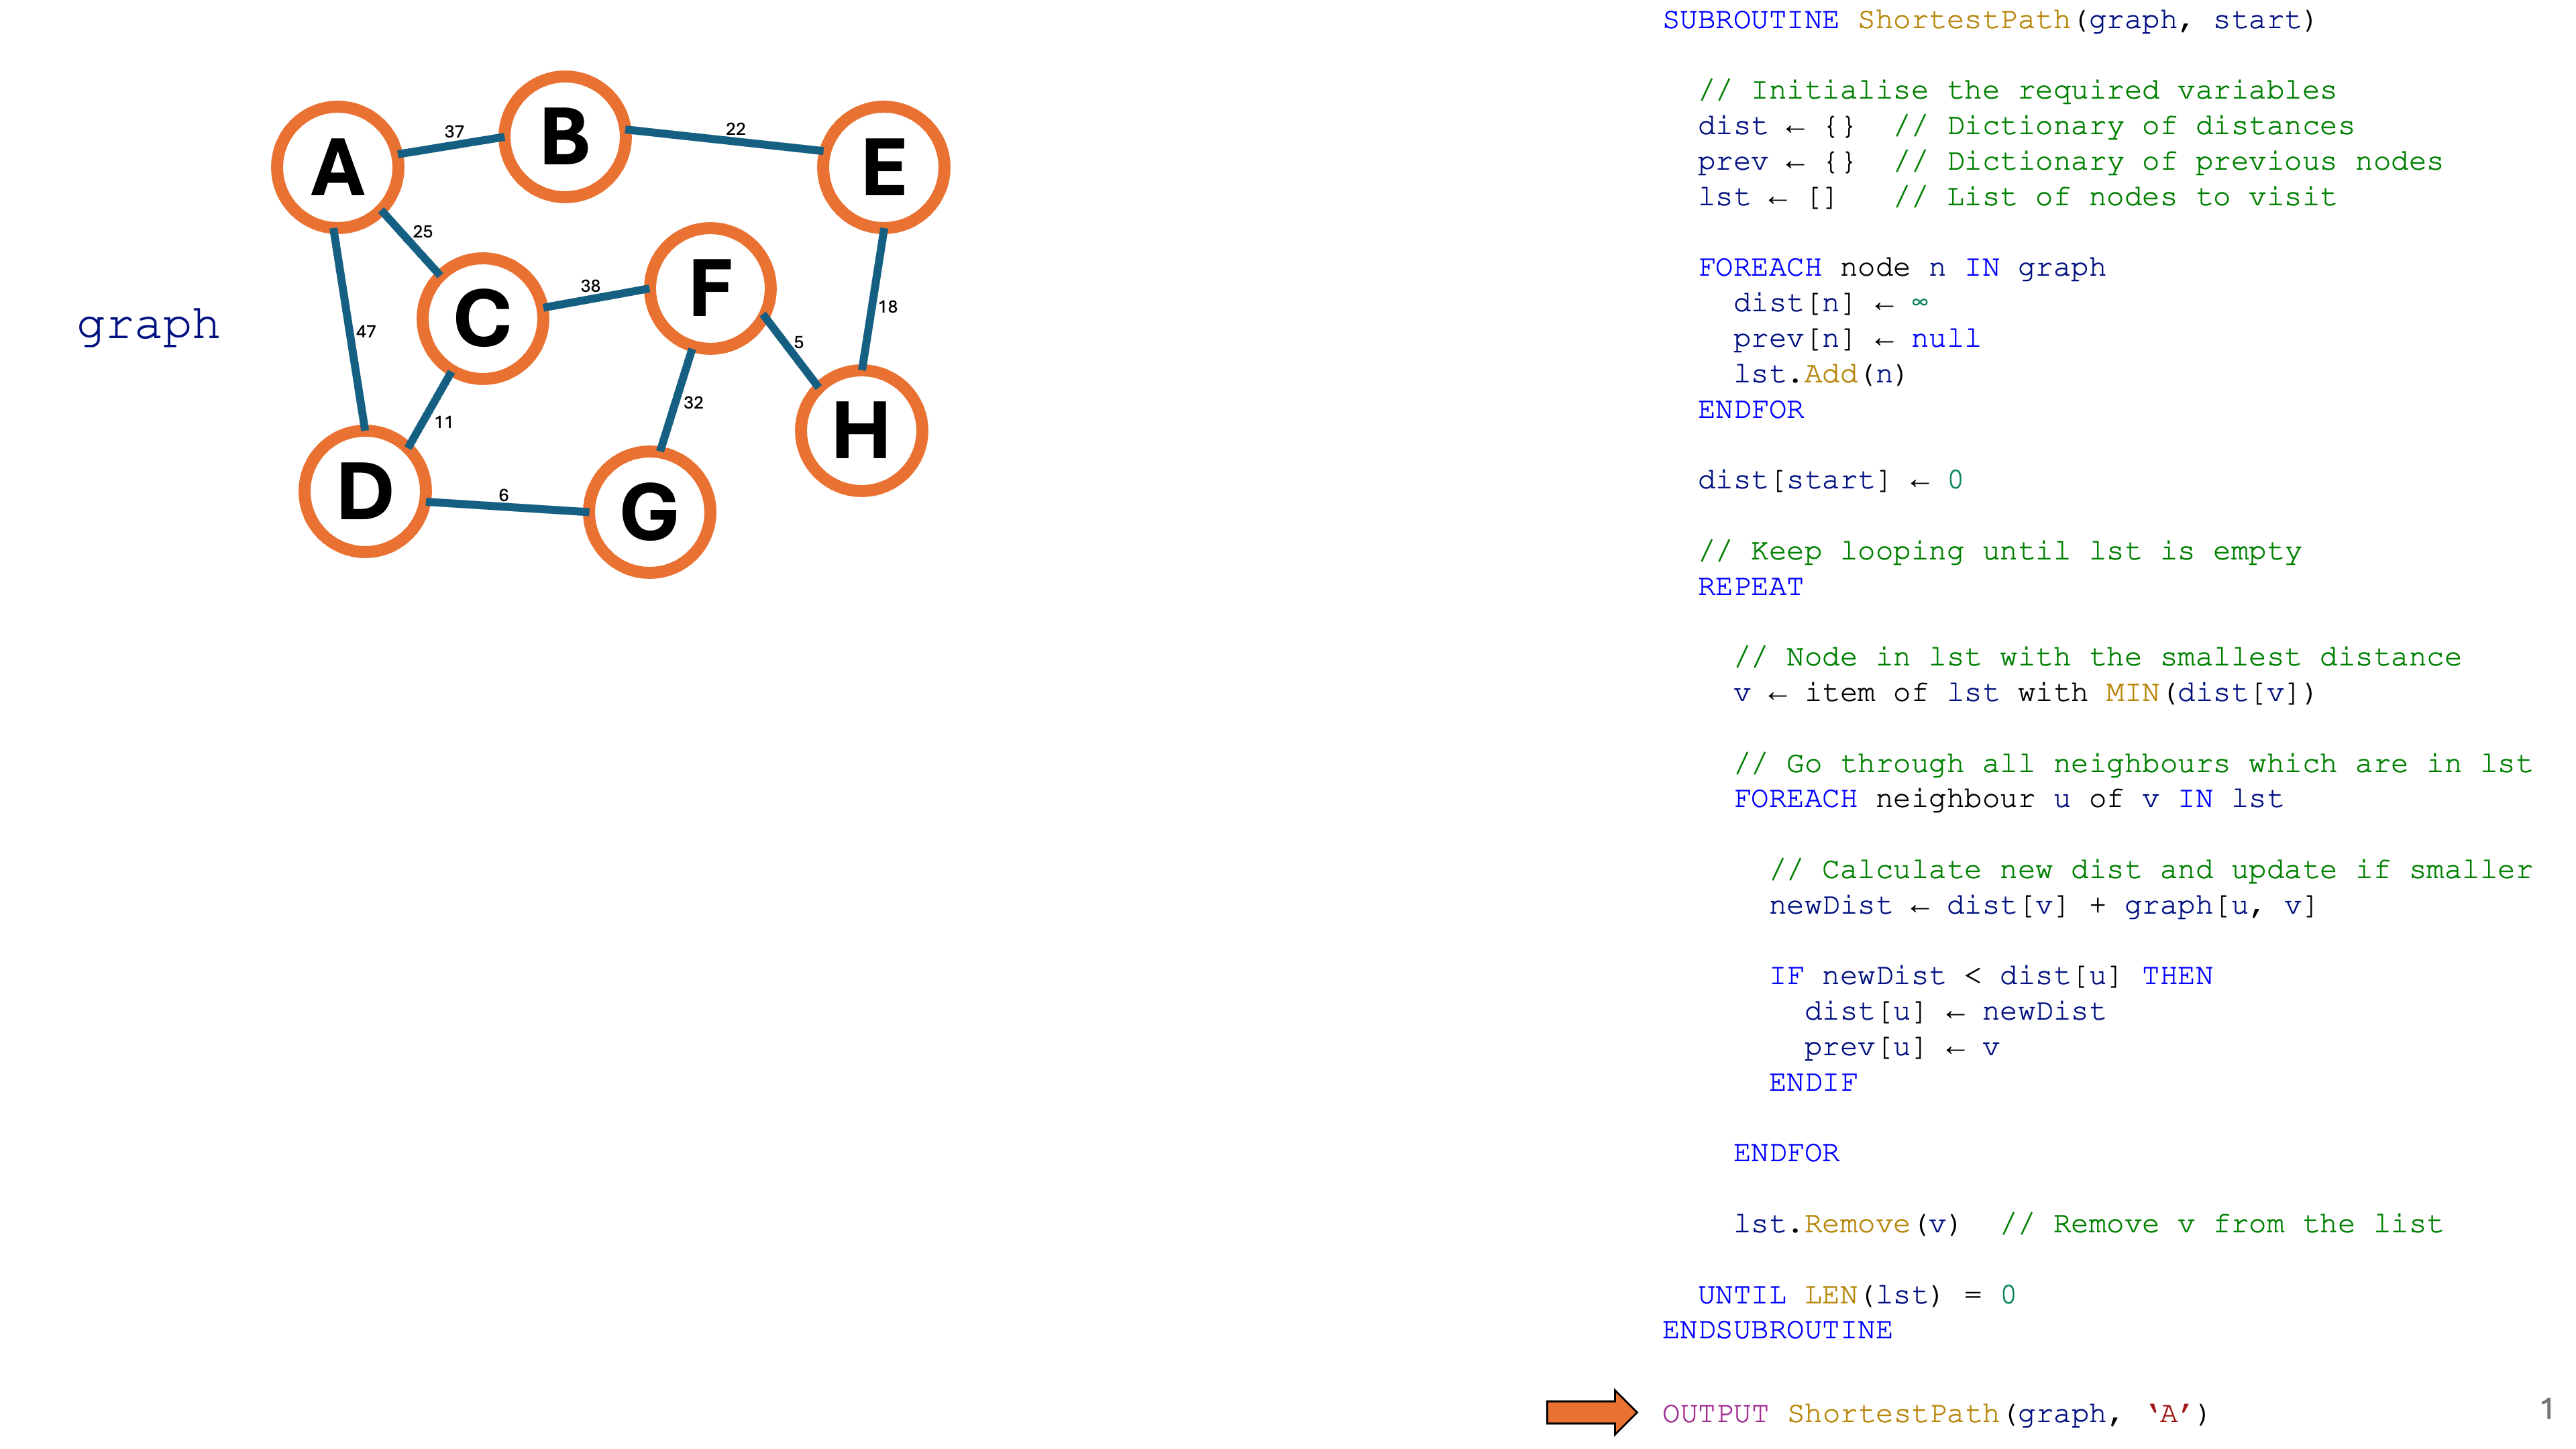 graph
A
B
E
C
F
H
D
G
37
22
25
38
18
47
5
11
32
6
SUBROUTINE ShortestPath(graph, start)
// Initialise the required variables
dist ← {}  // Dictionary of distances
prev ← {}  // Dictionary of previous nodes
lst ← []   // List of nodes to visit
FOREACH node n IN graph
dist[n] ← ∞
prev[n] ← null
lst.Add(n)
ENDFOR
dist[start] ← 0
// Keep looping until lst is empty
REPEAT
// Node in lst with the smallest distance
v ← item of lst with MIN(dist[v])
// Go through all neighbours which are in lst
FOREACH neighbour u of v IN lst
// Calculate new dist and update if smaller
newDist ← dist[v] + graph[u, v]
IF newDist < dist[u] THEN
dist[u] ← newDist
prev[u] ← v
ENDIF
ENDFOR
lst.Remove(v)  // Remove v from the list
UNTIL LEN(lst) = 0
ENDSUBROUTINE
OUTPUT ShortestPath(graph, ‘A’)
1